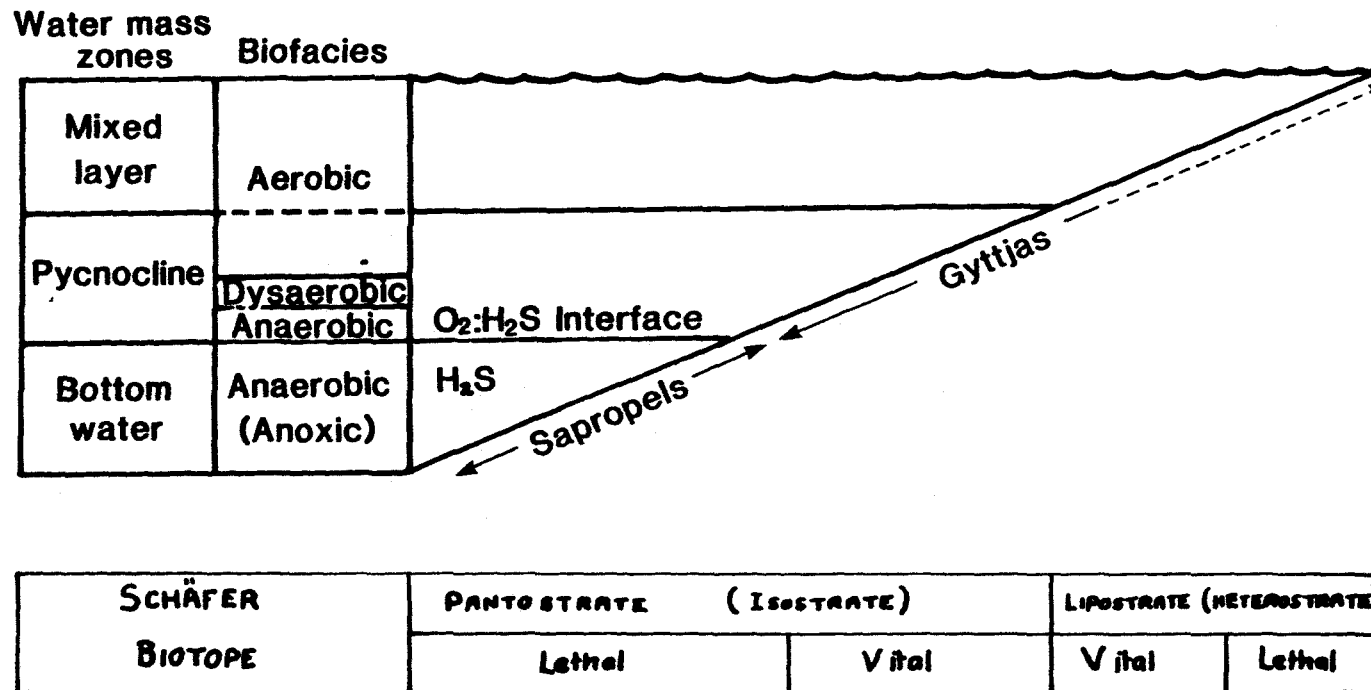 Water mass
zones
Biofacies
Mixed
layer
Aerobic
Pycnocline
Dysaerobic
Anaerobic
O₂:H₂S Interface
Bottom
water
Anaerobic
(Anoxic)
H₂S
Gyttjas
Sapropels
SCHÄFER
BIOTOPE
PANTOSTRATE (ISOSTRATE)
LIPOSTRATE (HETEROSTRATE
Lethal
Vital
Vital
Lethal